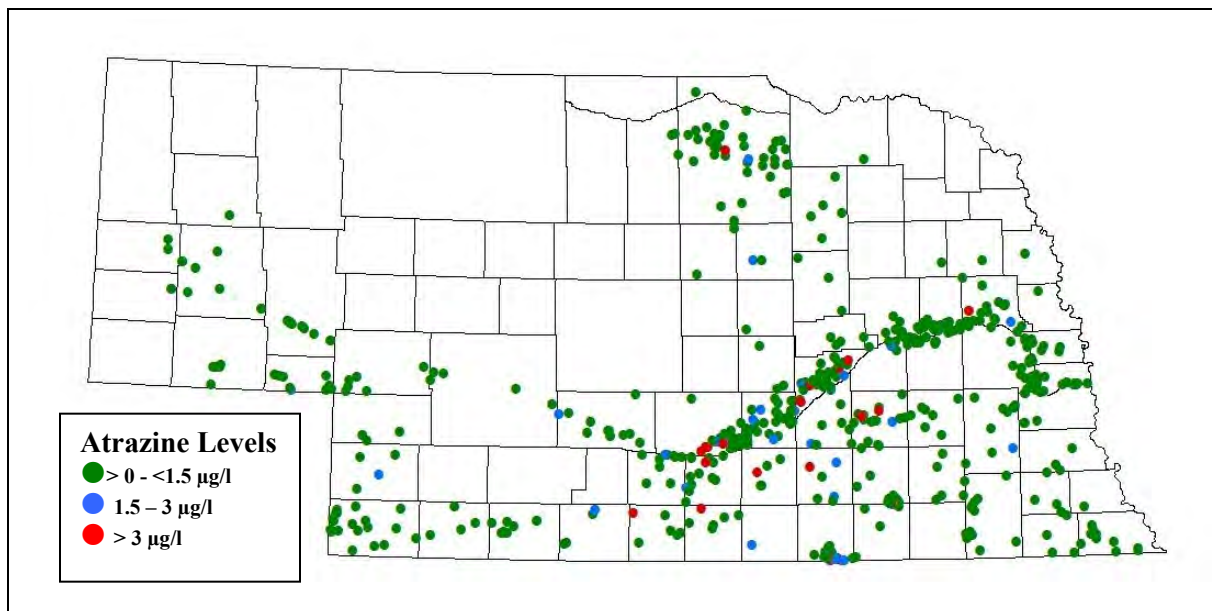 Atrazine Levels
> 0 - <1.5 µg/l
1.5 – 3 µg/l
> 3 µg/l